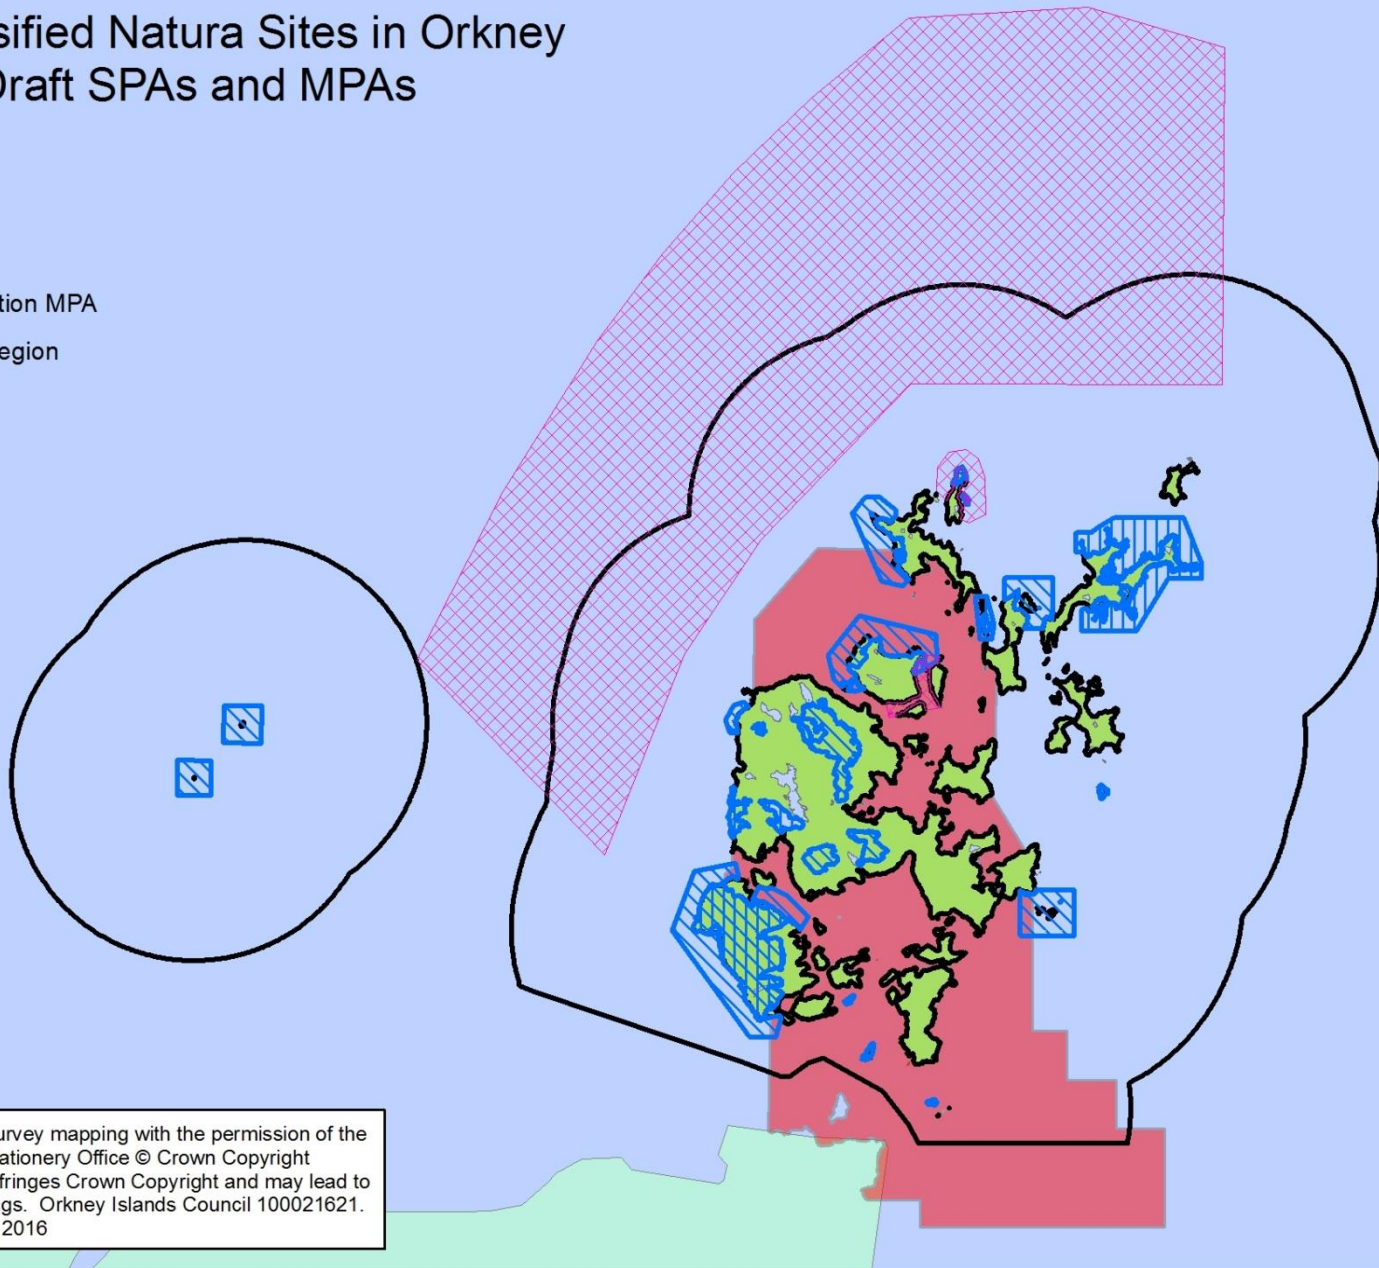 sified Natura Sites in Orkney
Draft SPAs and MPAs
tion MPA
egion
urvey mapping with the permission of the
ationery Office © Crown Copyright
fringes Crown Copyright and may lead to
gs. Orkney Islands Council 100021621.
2016